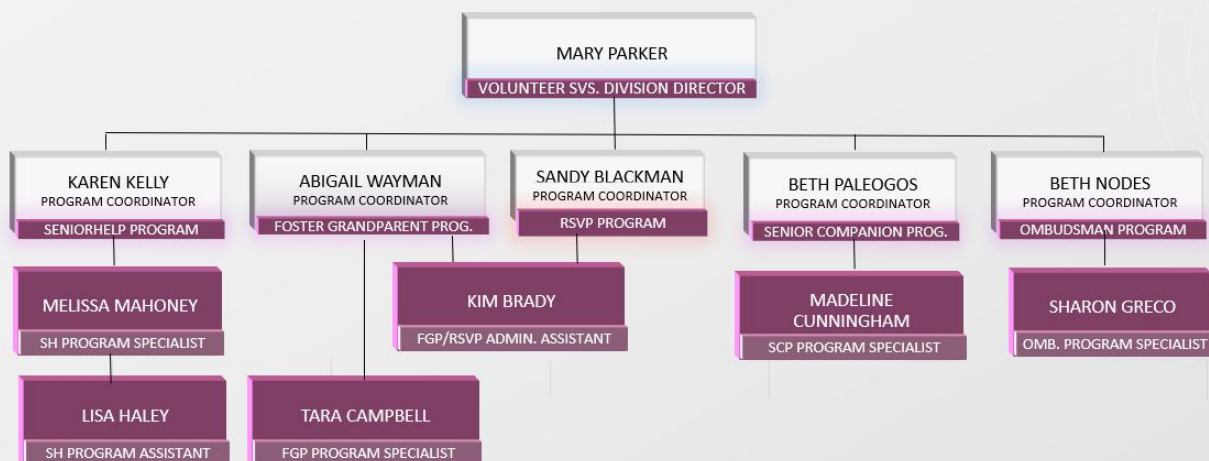 MARY PARKER
VOLUNTEER SVS. DIVISION DIRECTOR
KAREN KELLY
PROGRAM COORDINATOR
SENIORHELP PROGRAM
ABIGAIL WAYMAN
PROGRAM COORDINATOR
FOSTER GRANDPARENT PROG.
SANDY BLACKMAN
PROGRAM COORDINATOR
RSVP PROGRAM
BETH PALEOGOS
PROGRAM COORDINATOR
SENIOR COMPANION PROG.
BETH NODES
PROGRAM COORDINATOR
OMBUDSMAN PROGRAM
MELISSA MAHONEY
SH PROGRAM SPECIALIST
KIM BRADY
FGP/RSVP ADMIN. ASSISTANT
MADELINE
CUNNINGHAM
SCP PROGRAM SPECIALIST
SHARON GRECO
OMB. PROGRAM SPECIALIST
LISA HALEY
SH PROGRAM ASSISTANT
TARA CAMPBELL
FGP PROGRAM SPECIALIST